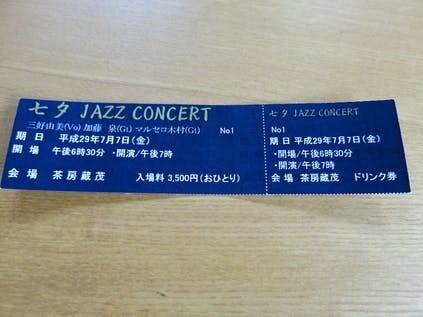 七夕 JAZZ CONCERT
三好由美(Vo) 加藤 泉(Gt) マルセロ木村(Gt) No1
期 日 平成29年7月7日(金)
開 場 午後6時30分 ・開演/午後7時
会 場 茶房蔵茂 入場料 3,500円(おひとり)
七夕 JAZZ CONCERT
No1
期 日 平成29年7月7日(金)
・開場/午後6時30分
・開演/午後7時
会 場 茶房蔵茂 ドリンク券